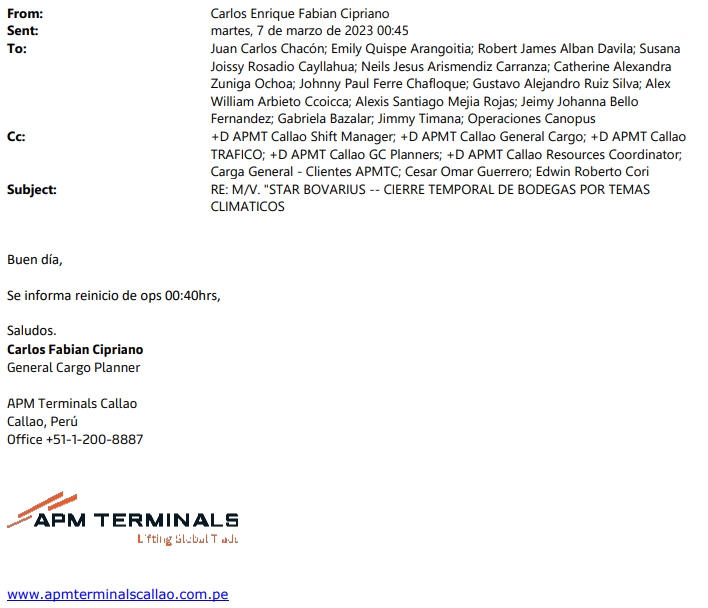 From: Carlos Enrique Fabian Cipriano
Sent: martes, 7 de marzo de 2023 00:45
To: Juan Carlos Chacón; Emily Quispe Arangoitia; Robert James Alban Davila; Susana
Joissy Rosadio Cayllahua; Neils Jesus Arismendiz Carranza; Catherine Alexandra
Zuniga Ochoa; Johnny Paul Ferre Chafloque; Gustavo Alejandro Ruiz Silva; Alex
William Arbieto Ccoicca; Alexis Santiago Mejia Rojas; Jeimy Johanna Bello
Fernandez; Gabriela Bazalar; Jimmy Timana; Operaciones Canopus
Cc: +D APMT Callao Shift Manager; +D APMT Callao General Cargo; +D APMT Callao
TRAFICO; +D APMT Callao GC Planners; +D APMT Callao Resources Coordinator;
Carga General - Clientes APMTC; Cesar Omar Guerrero; Edwin Roberto Cori
Subject: RE: M/V. "STAR BOVARIUS -- CIERRE TEMPORAL DE BODEGAS POR TEMAS
CLIMATICOS
Buen día,
Se informa reinicio de ops 00:40hrs,
Saludos.
Carlos Fabian Cipriano
General Cargo Planner
APM Terminals Callao
Callao, Perú
Office +51-1-200-8887
APM TERMINALS
Lifting Global Trade
www.apmterminalscallao.com.pe